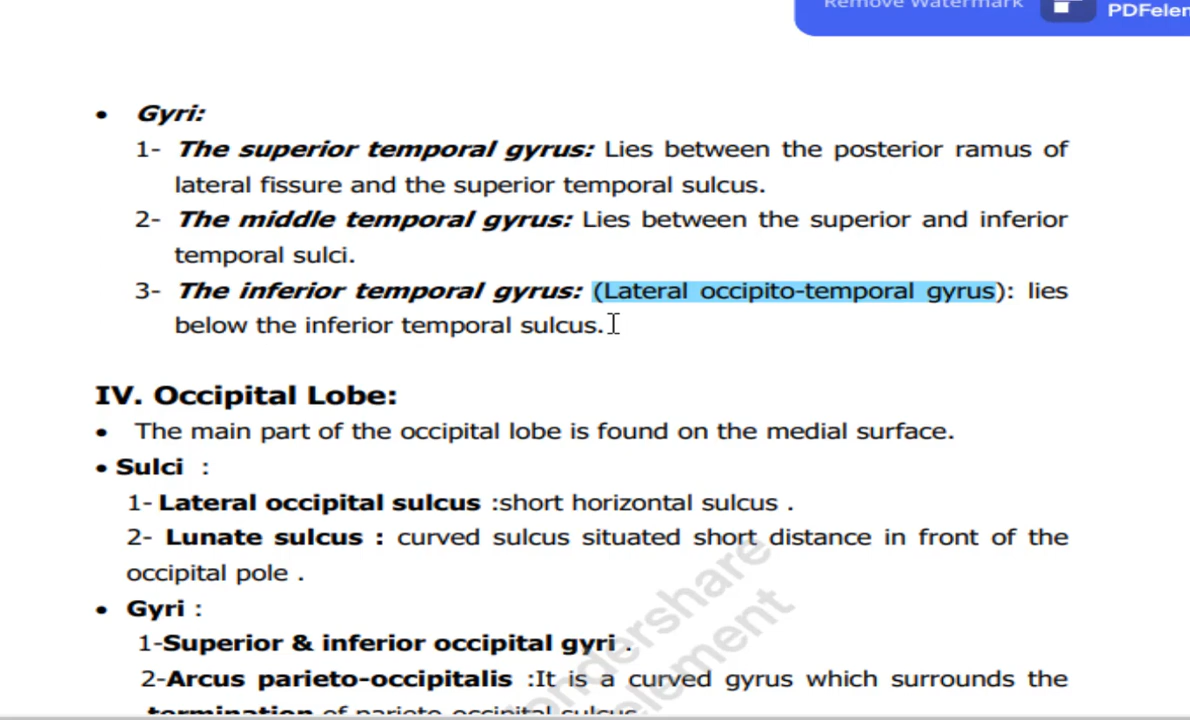 Remove Watermark
• Gyri:
1- The superior temporal gyrus: Lies between the posterior ramus of
lateral fissure and the superior temporal sulcus.
2- The middle temporal gyrus: Lies between the superior and inferior
temporal sulci.
3- The inferior temporal gyrus: (Lateral occipito-temporal gyrus): lies
below the inferior temporal sulcus.
IV. Occipital Lobe:
• The main part of the occipital lobe is found on the medial surface.
• Sulci :
1- Lateral occipital sulcus :short horizontal sulcus .
2- Lunate sulcus : curved sulcus situated short distance in front of the
occipital pole .
• Gyri :
1-Superior & inferior occipital gyri .
2-Arcus parieto-occipitalis :It is a curved gyrus which surrounds the
termination of parieto-occipital sulcus